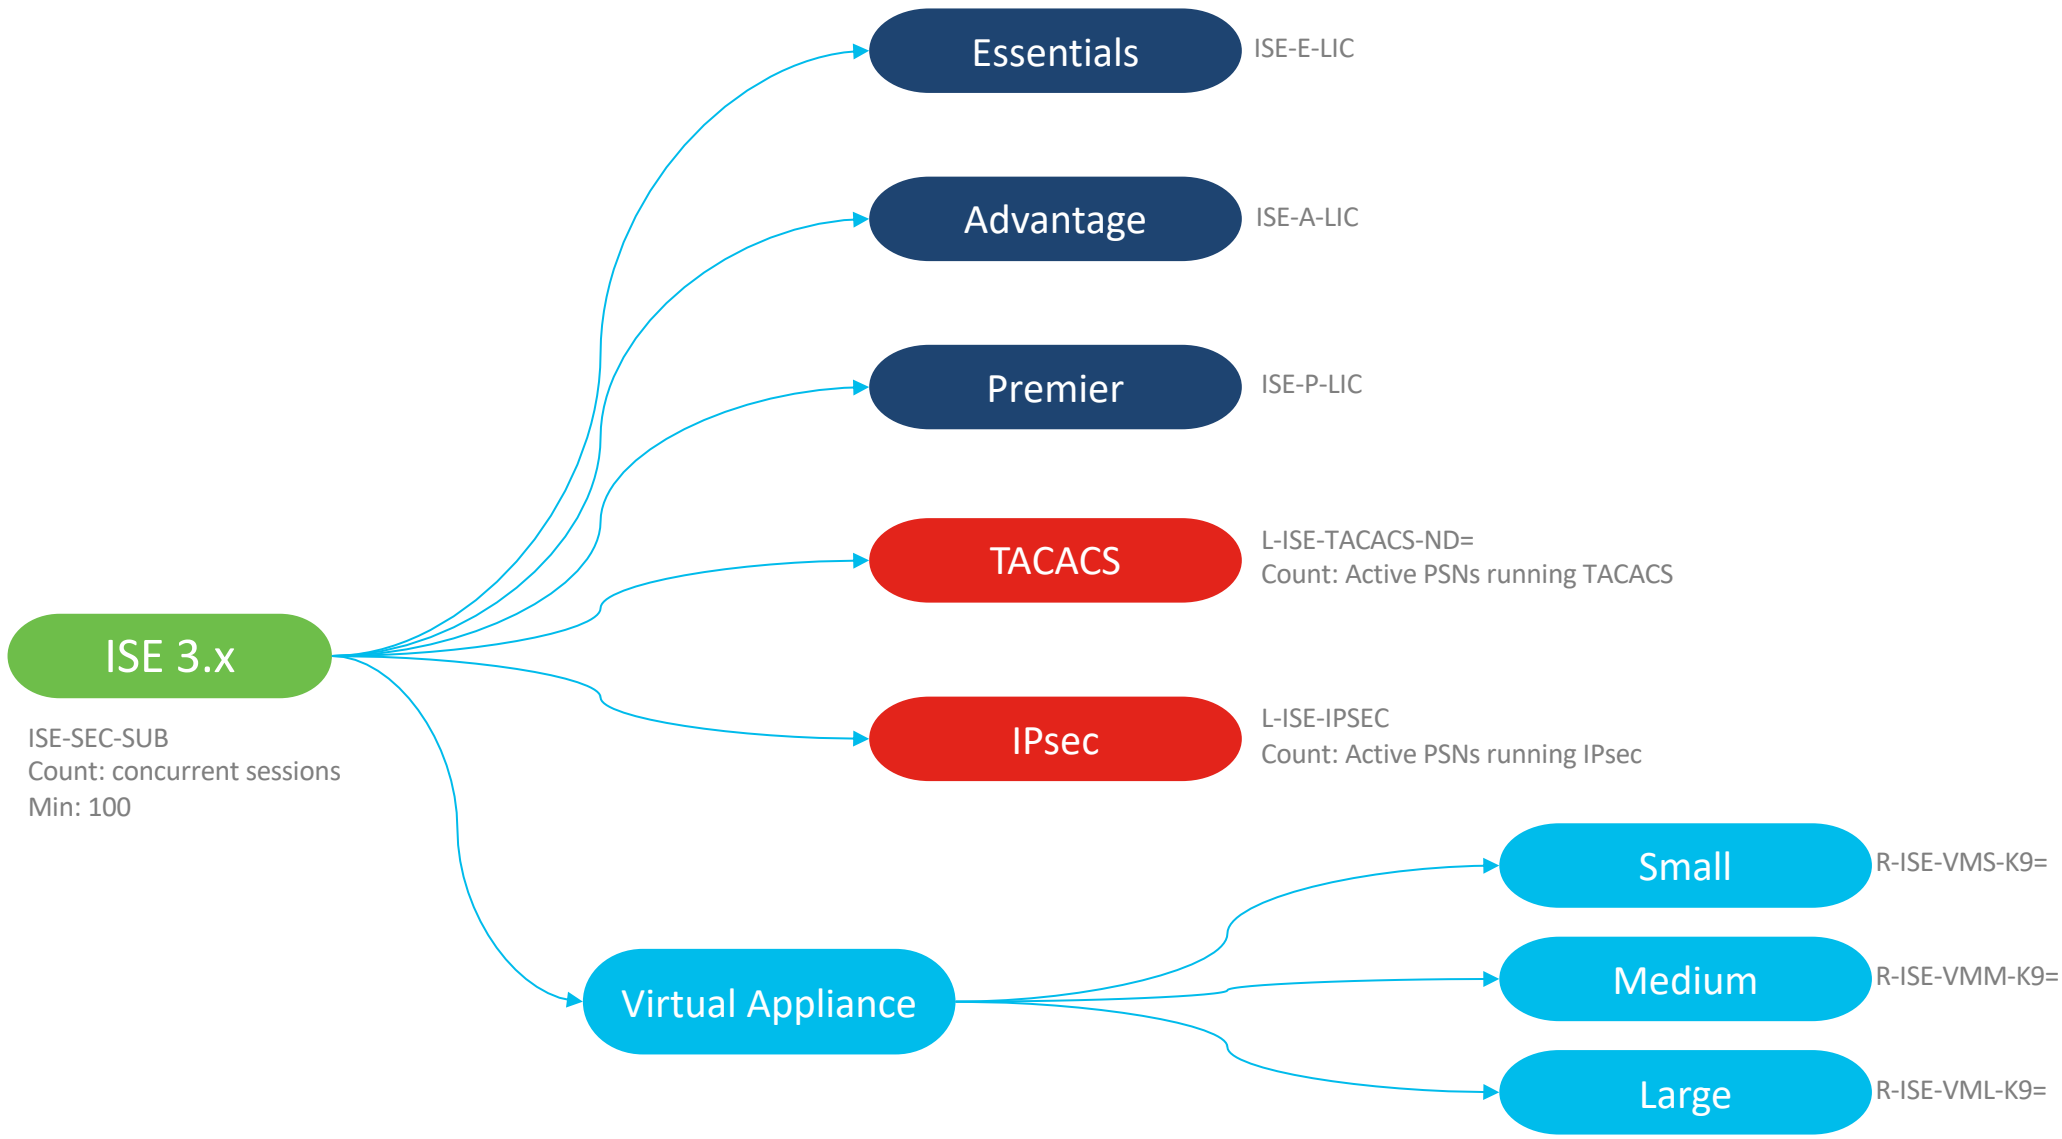 Essentials
ISE-E-LIC
Advantage
ISE-A-LIC
Premier
ISE-P-LIC
TACACS
L-ISE-TACACS-ND=
Count: Active PSNs running TACACS
ISE 3.x
ISE-SEC-SUB
Count: concurrent sessions
Min: 100
IPsec
L-ISE-IPSEC
Count: Active PSNs running IPsec
Virtual Appliance
Small
R-ISE-VMS-K9=
Medium
R-ISE-VMM-K9=
Large
R-ISE-VML-K9=